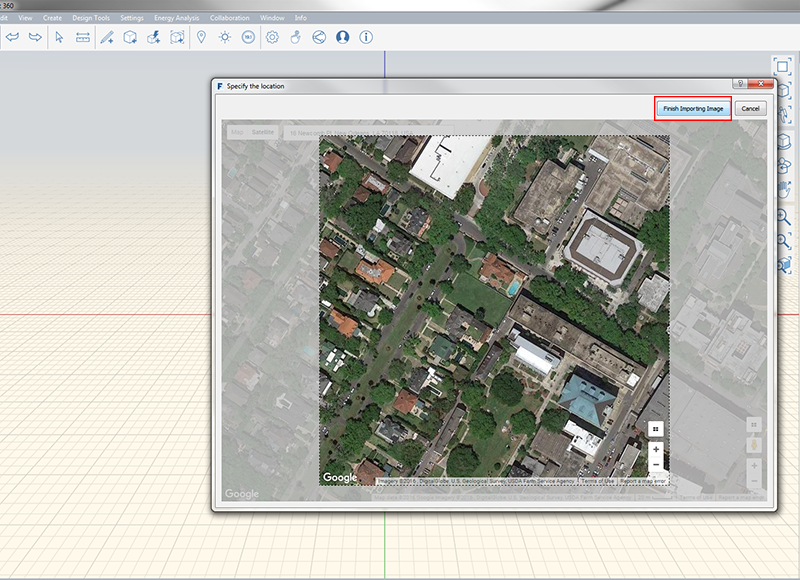 360
dit View Create Design Tools Settings Energy Analysis Collaboration Window Info
F Specify the location
Finish Importing Image Cancel
Map Satellite
Google
Imagery ©2016 , DigitalGlobe, U.S. Geological Survey, USDA Farm Service Agency Terms of Use Report a map error
Google